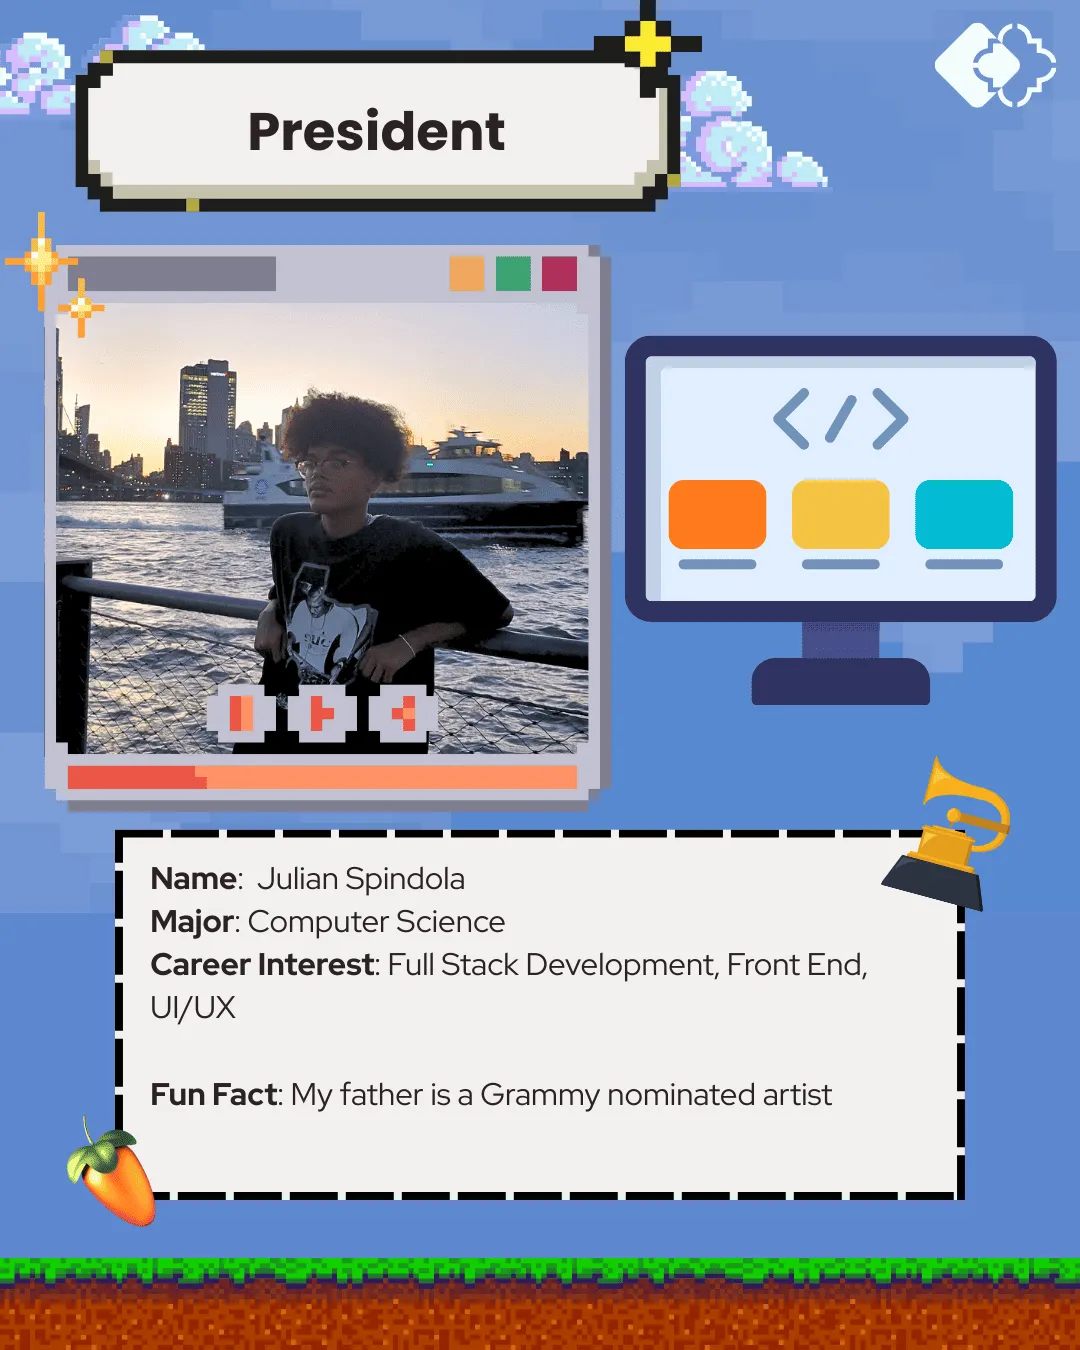 President
Name: Julian Spindola
Major: Computer Science
Career Interest: Full Stack Development, Front End,
UI/UX
Fun Fact: My father is a Grammy nominated artist